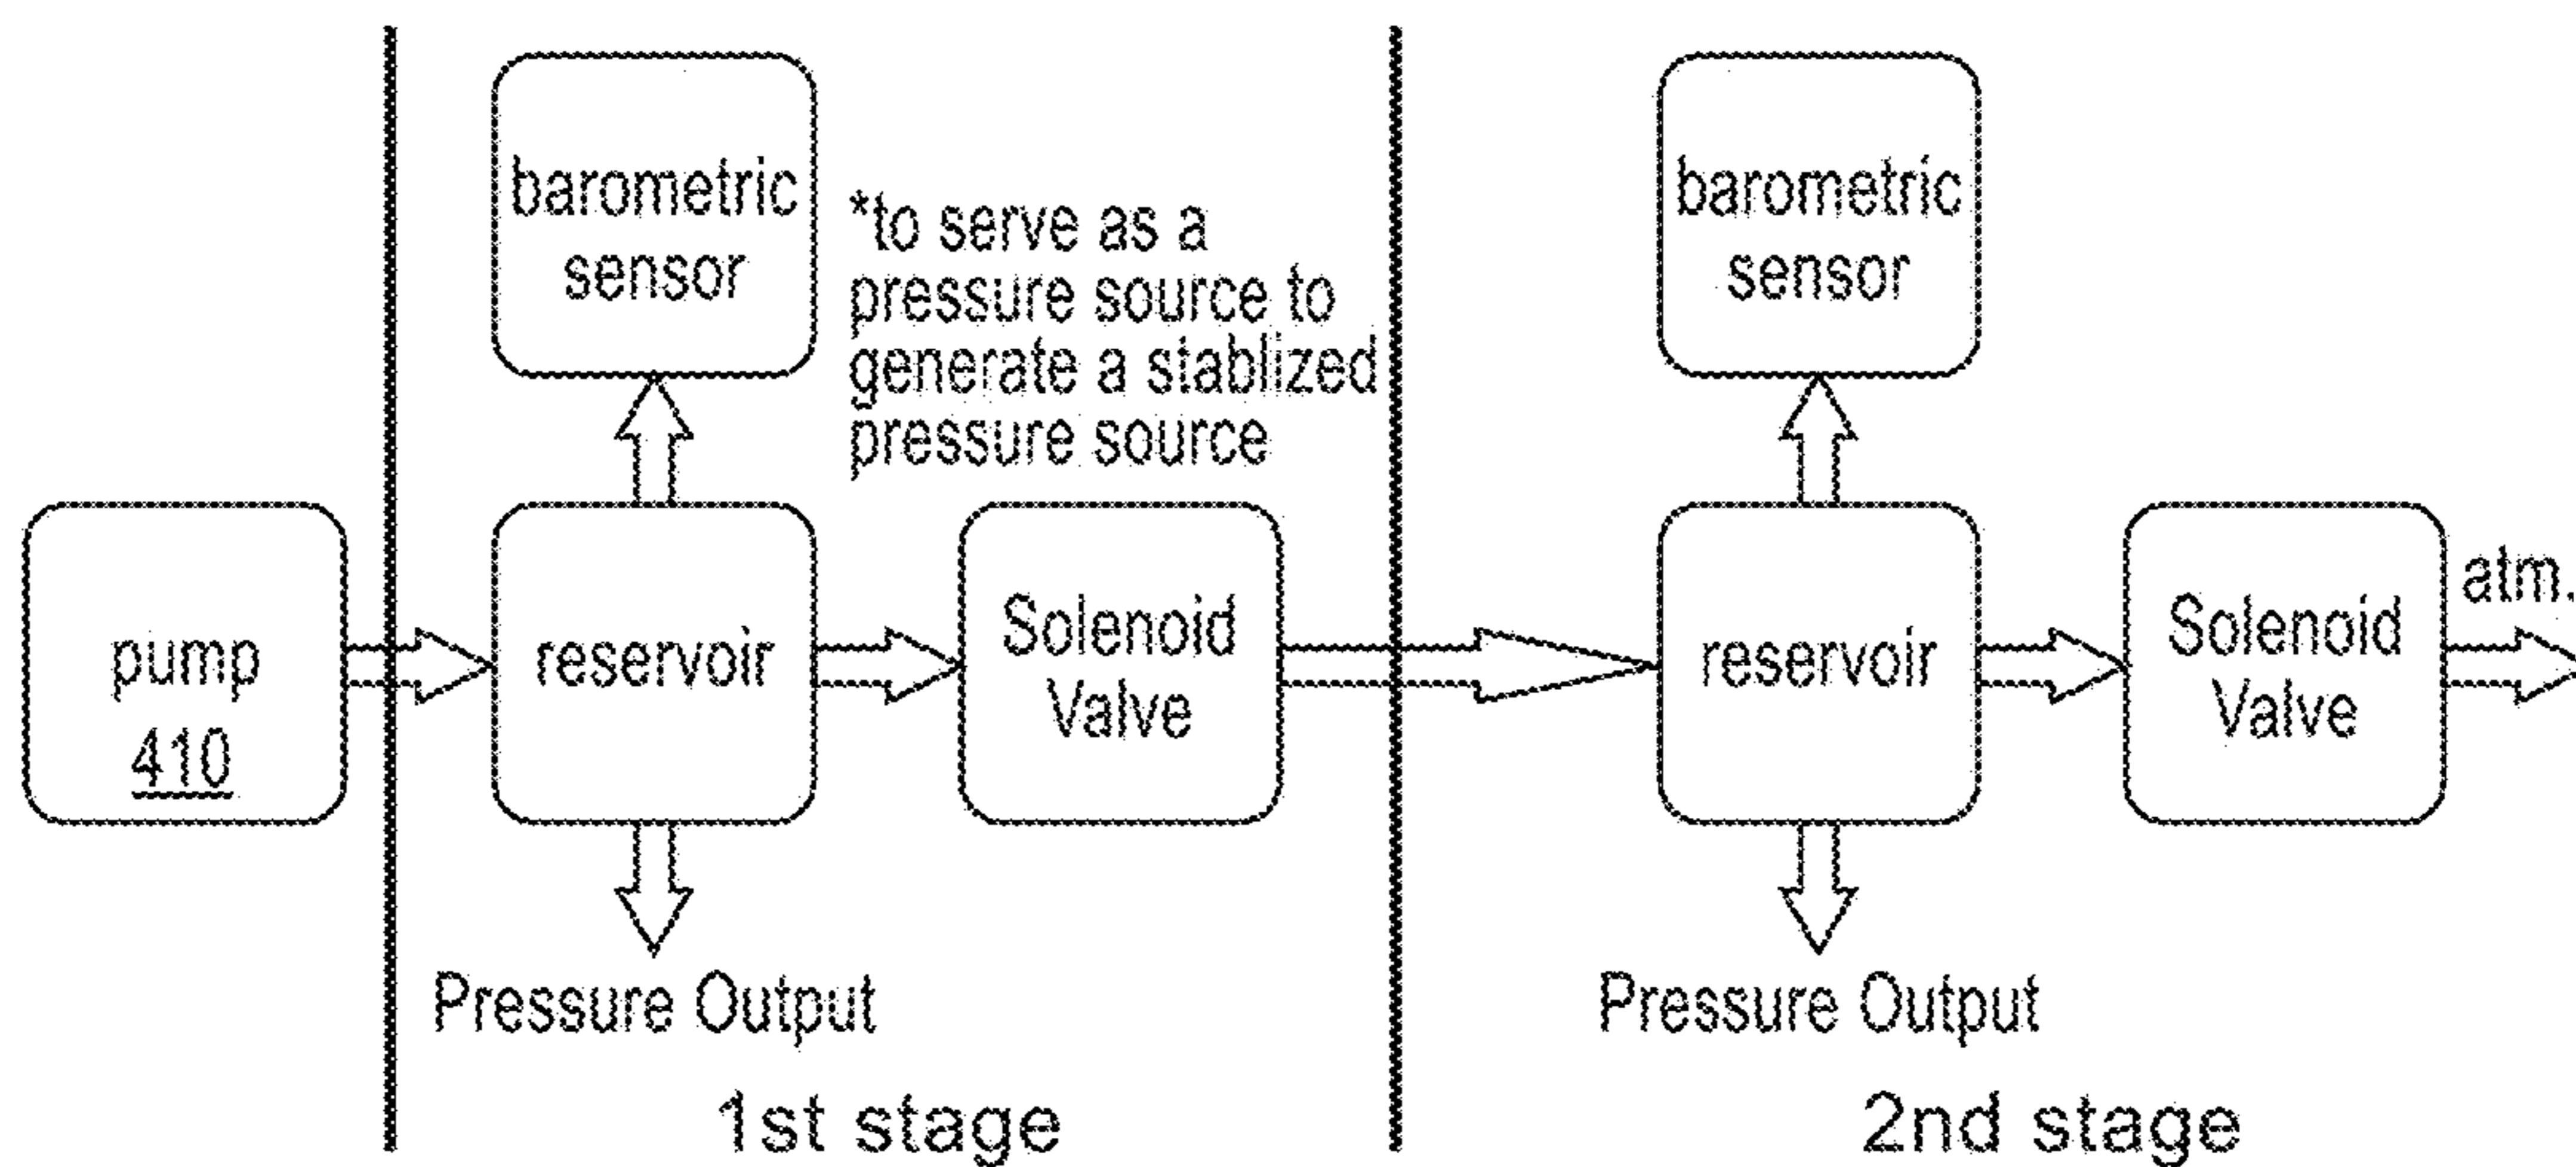 barometric
sensor
*to serve as a
pressure source to
generate a stablized
pressure source
barometric
sensor
pump
410
reservoir
Solenoid
Valve
reservoir
Solenoid
Valve
atm.
Pressure Output
Pressure Output
1st stage
2nd stage